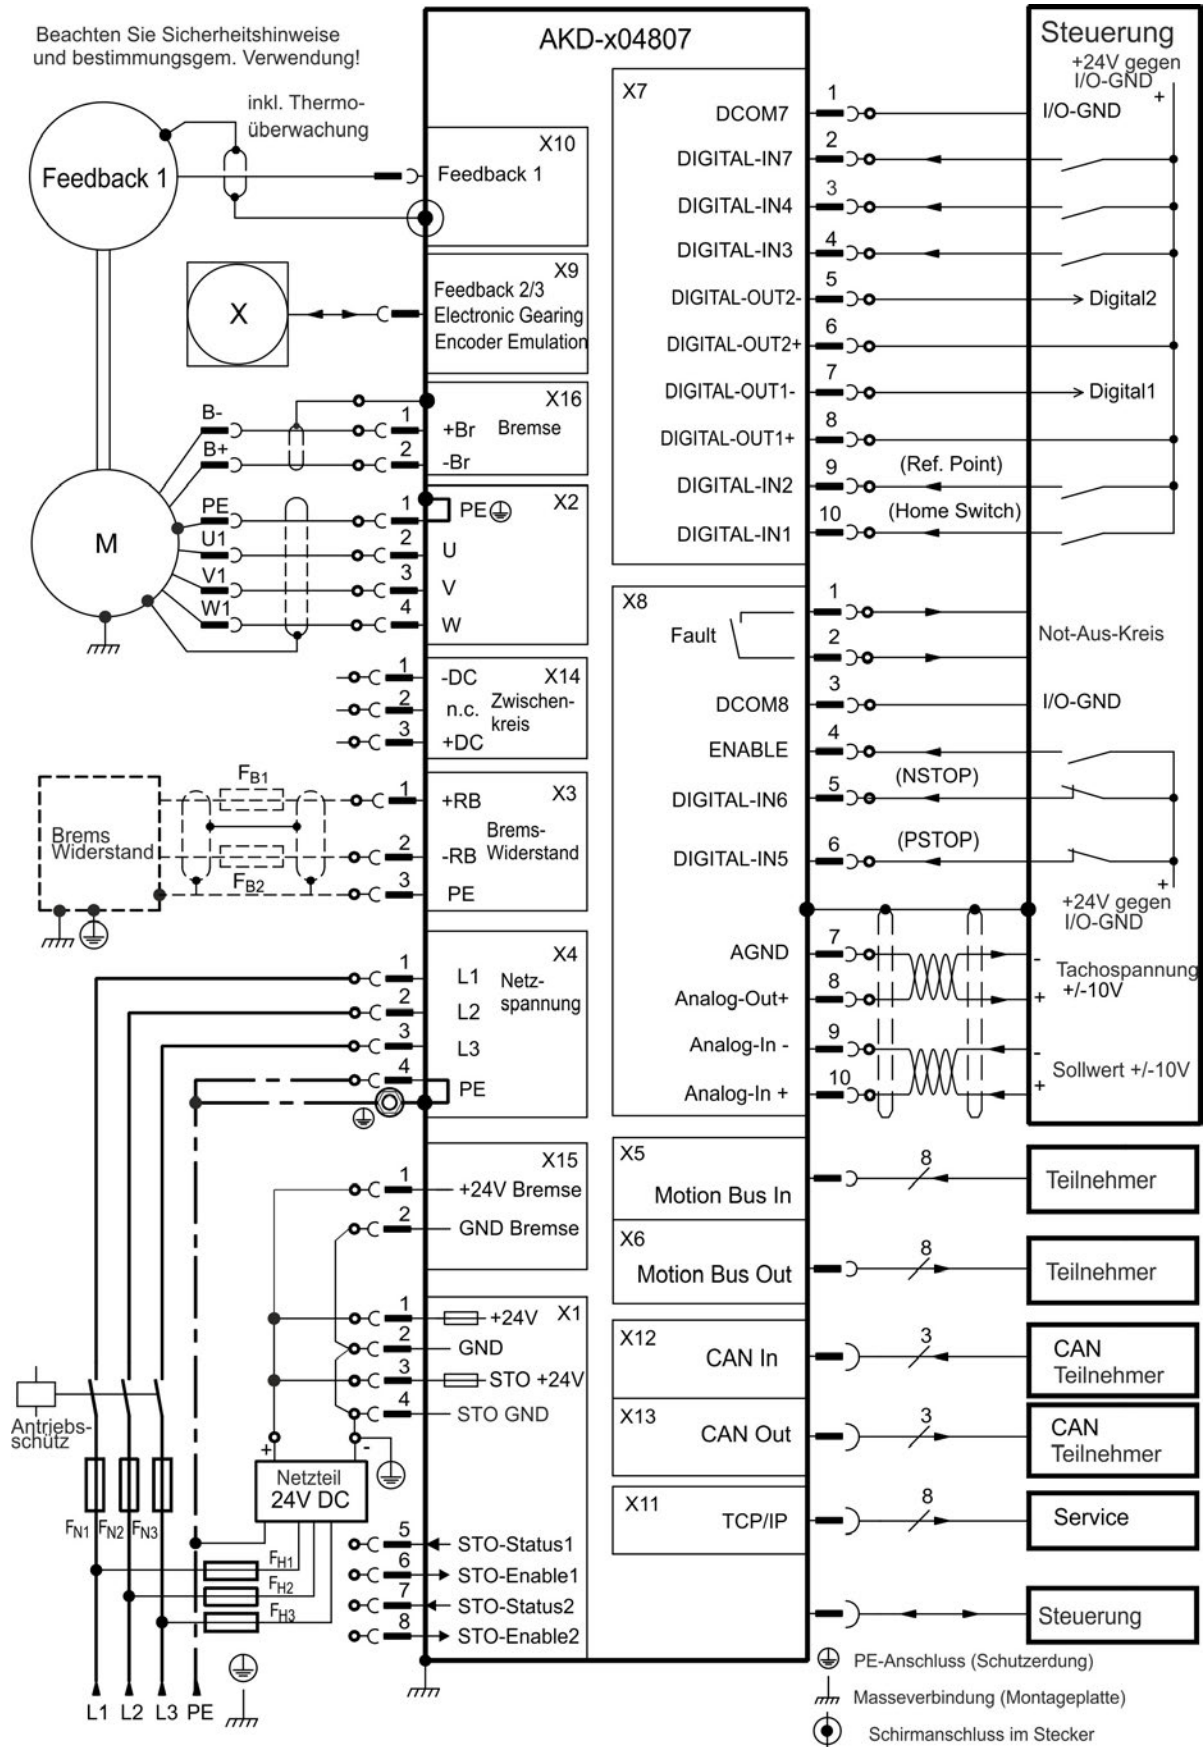 Beachten Sie Sicherheitshinweise
und bestimmungsgem. Verwendung!
AKD-x04807
Steuerung
+24V gegen
I/O-GND
+
inkl. Thermo-
überwachung
Feedback 1
X10
Feedback 1
X
X9
Feedback 2/3
Electronic Gearing
Encoder Emulation
B-
B+
1
2
X16
+Br Bremse
-Br
M
PE
U1
V1
W1
1
2
3
4
X2
PE
U
V
W
1
2
3
X14
-DC
n.c.
+DC
Zwischen-
kreis
Brems
Widerstand
FB1
FB2
1
2
3
X3
+RB
-RB
PE
Brems-
Widerstand
1
2
3
4
X4
L1
L2
L3
PE
Netz-
spannung
1
2
X15
+24V Bremse
GND Bremse
1
2
3
4
X1
+24V
GND
STO +24V
STO GND
Antriebs-
schütz
+
-
Netzteil
24V DC
FN1
FN2
FN3
FH1
FH2
FH3
5
6
7
8
STO-Status1
STO-Enable1
STO-Status2
STO-Enable2
L1 L2 L3 PE
X7
DCOM7
1
I/O-GND
DIGITAL-IN7
2
DIGITAL-IN4
3
DIGITAL-IN3
4
DIGITAL-OUT2-
5
Digital2
DIGITAL-OUT2+
6
DIGITAL-OUT1-
7
Digital1
DIGITAL-OUT1+
8
DIGITAL-IN2
9
(Ref. Point)
DIGITAL-IN1
10
(Home Switch)
X8
Fault
1
2
Not-Aus-Kreis
DCOM8
3
I/O-GND
ENABLE
4
DIGITAL-IN6
5
(NSTOP)
DIGITAL-IN5
6
(PSTOP)
+
+24V gegen
I/O-GND
AGND
7
-
Analog-Out+
8
+
Tachospannung
+/-10V
Analog-In -
9
-
Analog-In +
10
+
Sollwert +/-10V
X5
Motion Bus In
8
Teilnehmer
X6
Motion Bus Out
8
Teilnehmer
X12
CAN In
3
CAN
Teilnehmer
X13
CAN Out
3
CAN
Teilnehmer
X11
TCP/IP
8
Service
Steuerung
PE-Anschluss (Schutzerdung)
Masseverbindung (Montageplatte)
Schirmanschluss im Stecker